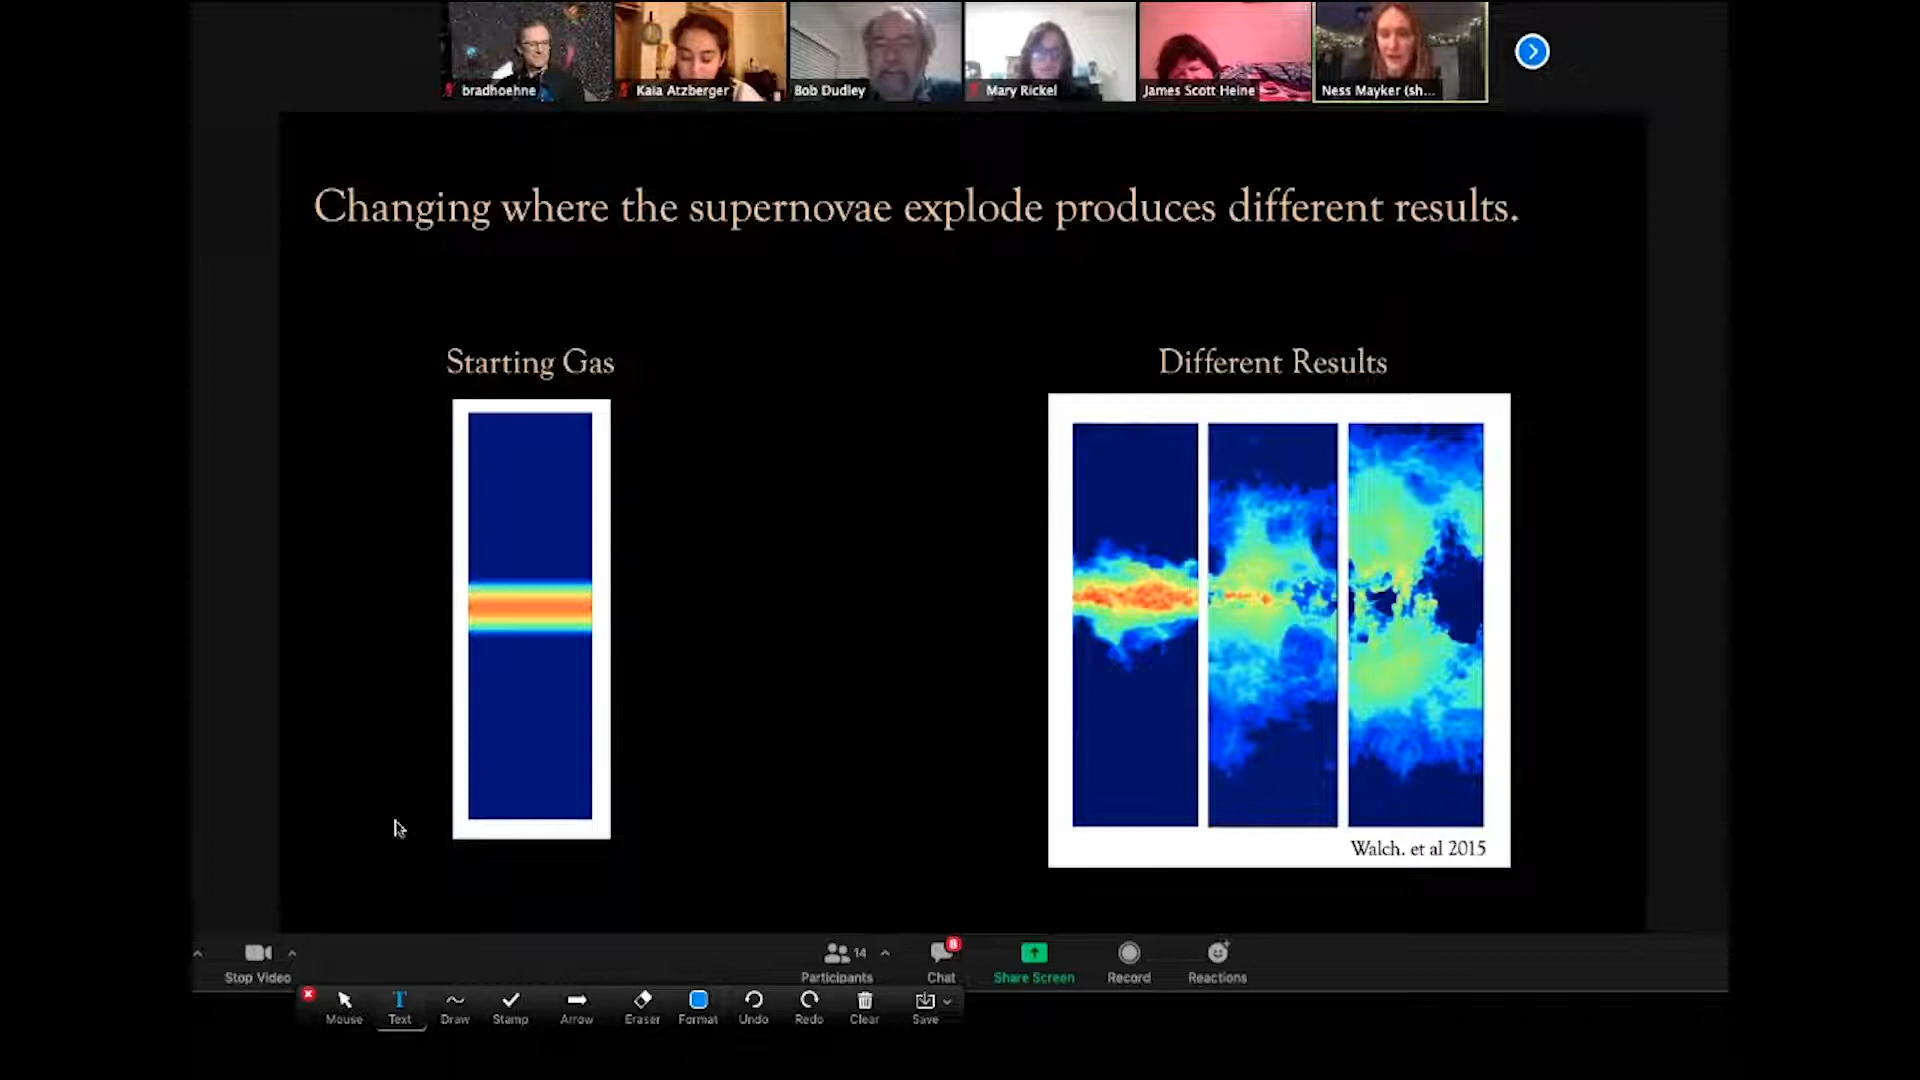 bradhoehne
Kaia Atzberger
Bob Dudley
Mary Rickel
James Scott Heine
Ness Mayker (sh...
Changing where the supernovae explode produces different results.
Starting Gas
Different Results
Walch. et al 2015
Stop Video
14
Participants
8
Chat
Share Screen
Record
Reactions
Mouse
T
Text
Draw
Stamp
Arrow
Eraser
Format
Undo
Redo
Clear
Save